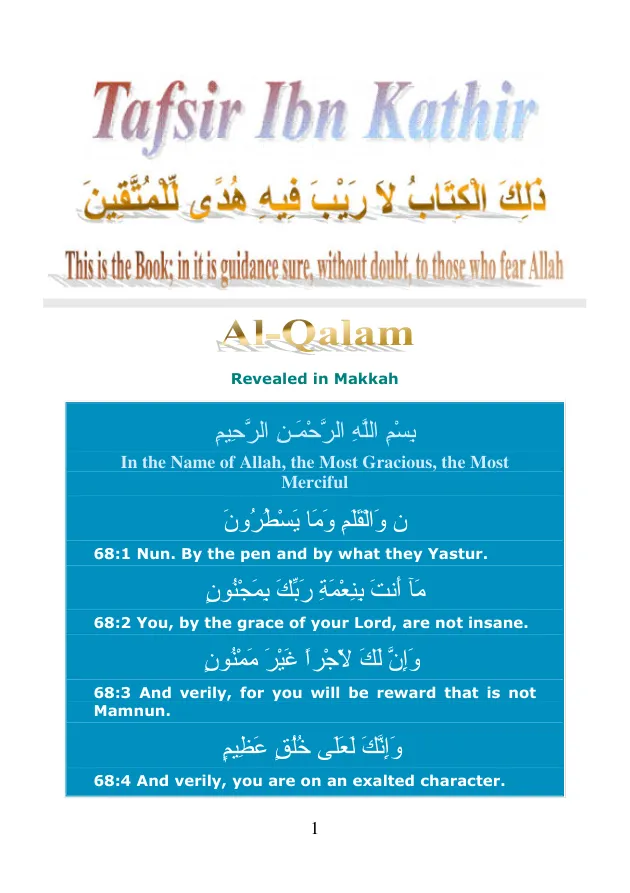 Tafsir Ibn Kathir
ذَلِكَ الْكِتَابُ لاَ رَيْبَ فِيهِ هُدًى لِّلْمُتَّقِينَ
This is the Book; in it is guidance sure, without doubt, to those who fear Allah
Al-Qalam
Revealed in Makkah
بِسْمِ اللَّهِ الرَّحْمَـنِ الرَّحِيمِ
In the Name of Allah, the Most Gracious, the Most
Merciful
ن وَالْقَلَمِ وَمَا يَسْطُرُونَ
68:1 Nun. By the pen and by what they Yastur.
مَآ أَنتَ بِنِعْمَةِ رَبِّكَ بِمَجْنُونٍ
68:2 You, by the grace of your Lord, are not insane.
وَإِنَّ لَكَ لاّجْراً غَيْرَ مَمْنُونٍ
68:3 And verily, for you will be reward that is not
Mamnun.
وَإِنَّكَ لَعَلَى خُلُقٍ عَظِيمٍ
68:4 And verily, you are on an exalted character.
1